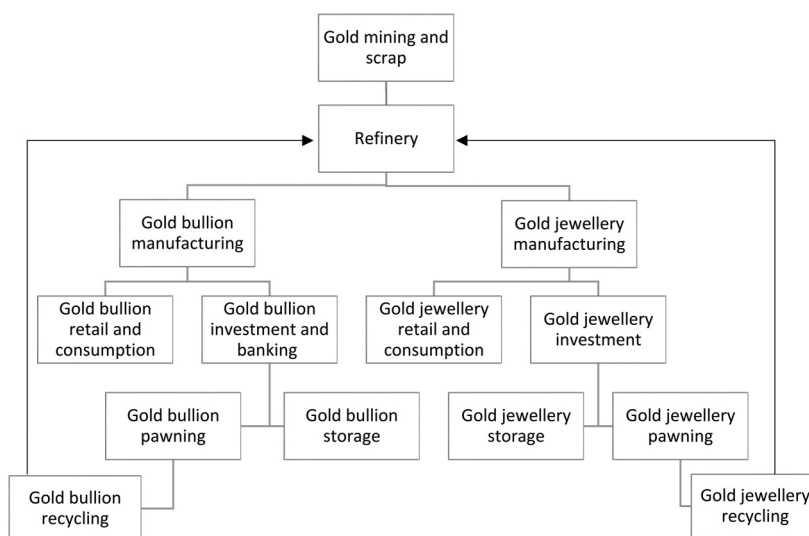 Gold mining and
scrap
Refinery
Gold bullion
manufacturing
Gold jewellery
manufacturing
Gold bullion
retail and
consumption
Gold bullion
investment and
banking
Gold jewellery
retail and
consumption
Gold jewellery
investment
Gold bullion
pawning
Gold bullion
storage
Gold jewellery
storage
Gold jewellery
pawning
Gold bullion
recycling
Gold jewellery
recycling